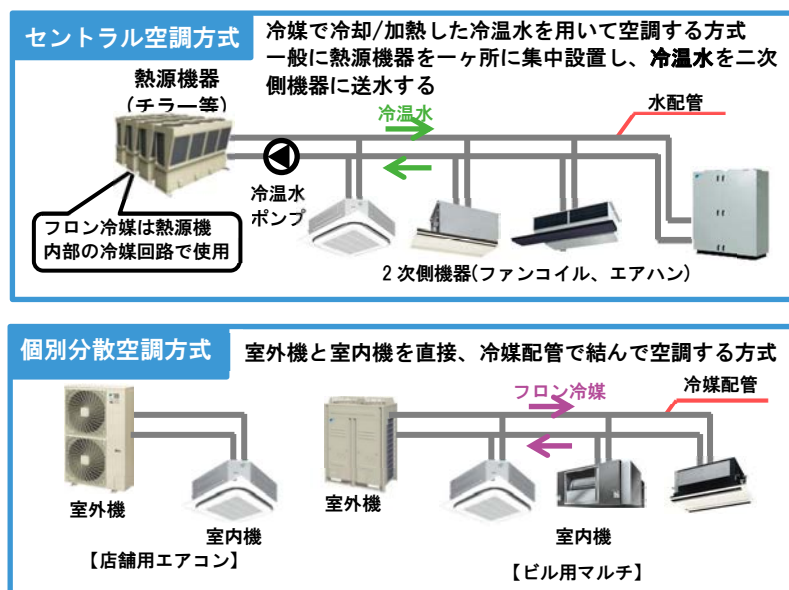 セントラル空調方式
冷媒で冷却/加熱した冷温水を用いて空調する方式
一般に熱源機器を一ヶ所に集中設置し、冷温水を二次
側機器に送水する
熱源機器
(チラー等)
冷温水
水配管
冷温水
ポンプ
フロン冷媒は熱源機
内部の冷媒回路で使用
2次側機器(ファンコイル、エアハン)
個別分散空調方式
室外機と室内機を直接、冷媒配管で結んで空調する方式
フロン冷媒
冷媒配管
室外機
室内機
【店舗用エアコン】
室外機
室内機
【ビル用マルチ】